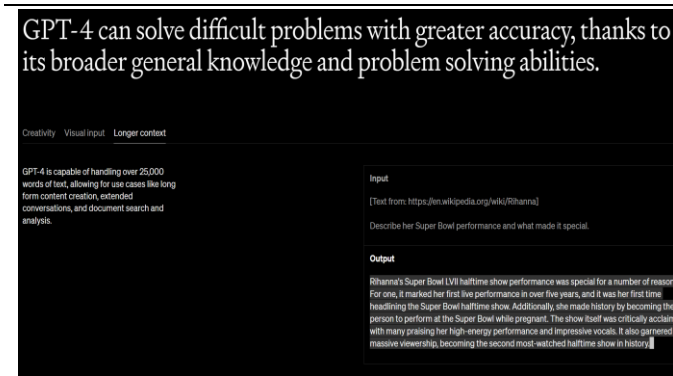 GPT-4 can solve difficult problems with greater accuracy, thanks to
its broader general knowledge and problem solving abilities.
Creativity Visual input Longer context
GPT-4 is capable of handling over 25,000
words of text, allowing for use cases like long
form content creation, extended
conversations, and document search and
analysis.
Input
[Text from: https://en.wikipedia.org/wiki/Rihanna]
Describe her Super Bowl performance and what made it special.
Output
Rihanna's Super Bowl LVII halftime show performance was special for a number of reason
For one, it marked her first live performance in over five years, and it was her first time
headlining the Super Bowl halftime show. Additionally, she made history by becoming the
person to perform at the Super Bowl while pregnant. The show itself was critically acclaim
with many praising her high-energy performance and impressive vocals. It also garnered
massive viewership, becoming the second most-watched halftime show in history.